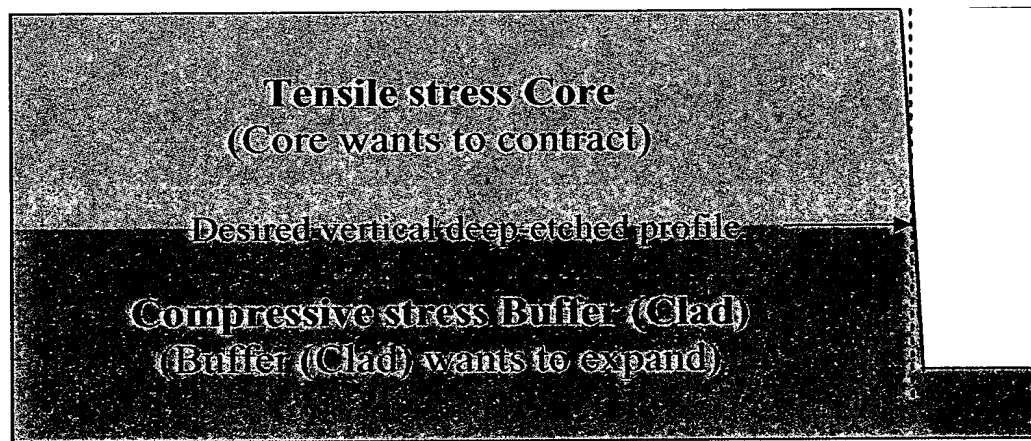 Tensile stress Core
(Core wants to contract)
Desired vertical deep-etched profile
Compressive stress Buffer (Clad)
(Buffer (Clad) wants to expand)